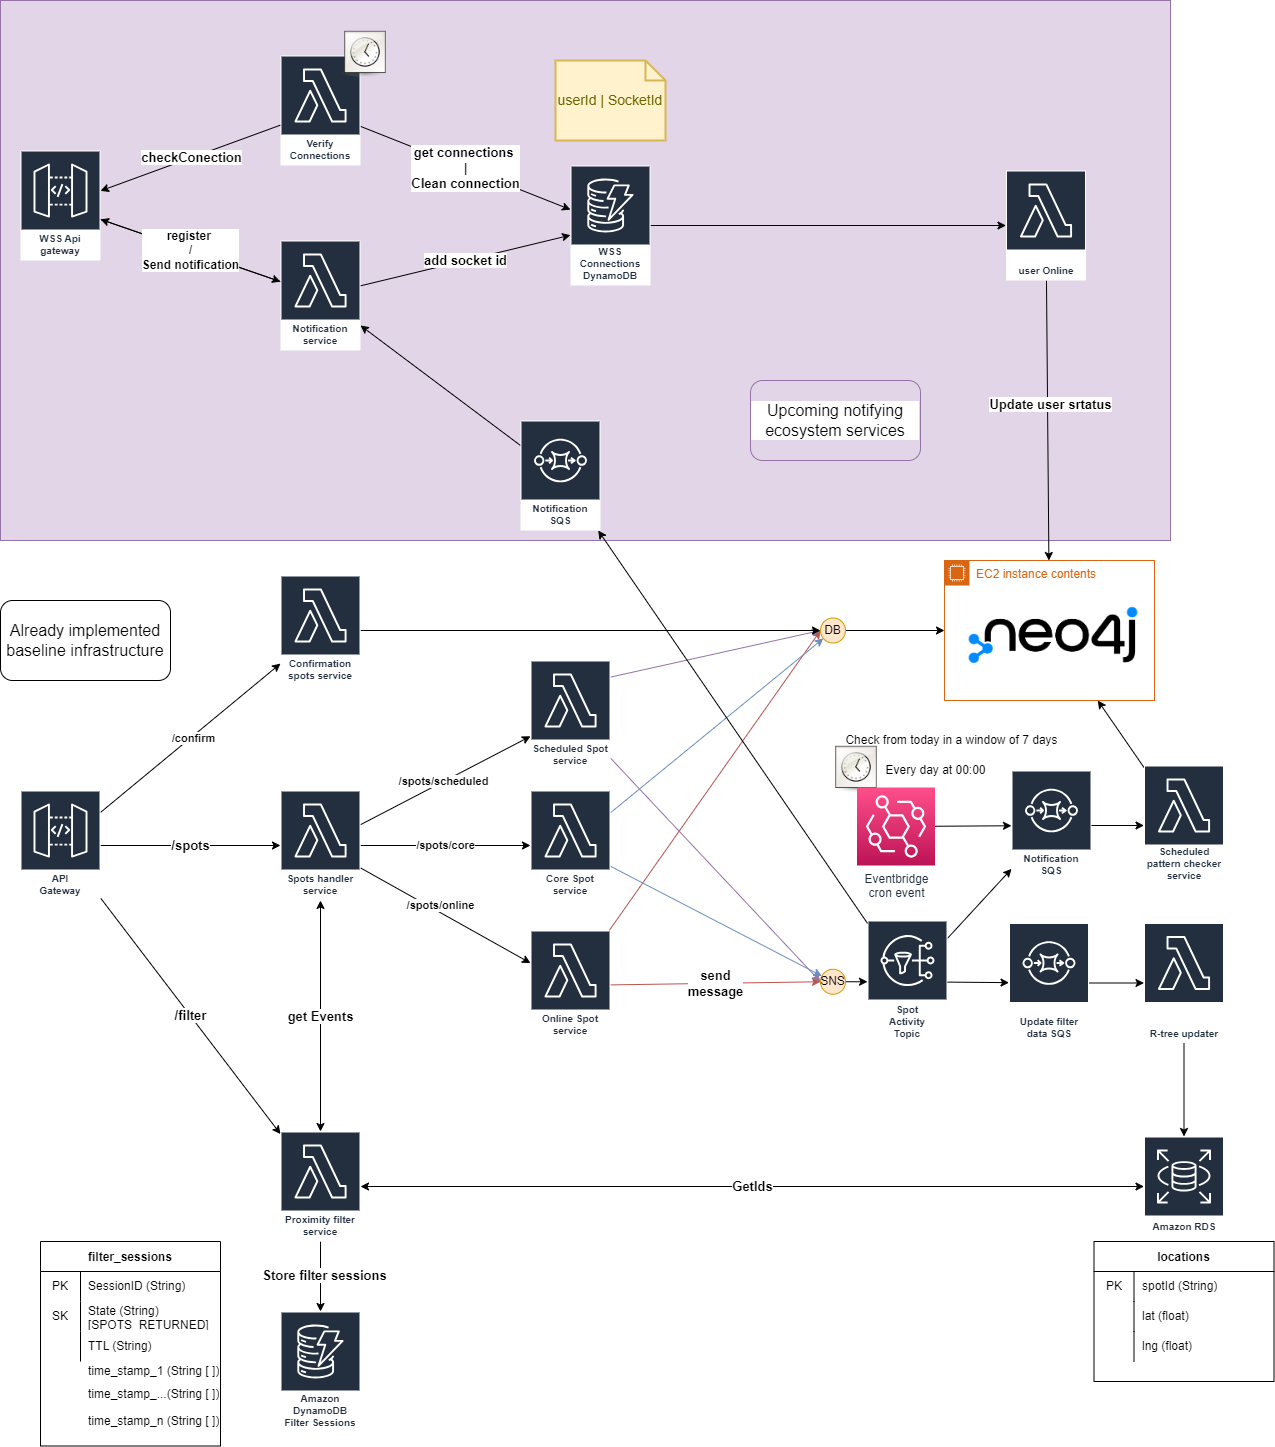 userId | SocketId
Verify
Connections
checkConection
get connections
|
Clean connection
WSS Api
gateway
register
/
Send notification
add socket id
WSS
Connections
DynamoDB
user Online
Notification
service
Update user srtatus
Upcoming notifying
ecosystem services
Notification
SQS
EC2 instance contents
neo4j
Already implemented
baseline infrastructure
Confirmation
spots service
DB
/confirm
Scheduled Spot
service
Check from today in a window of 7 days
Every day at 00:00
/spots/scheduled
/spots
/spots/core
API
Gateway
Spots handler
service
Core Spot
service
Eventbridge
cron event
Notification
SQS
Scheduled
pattern checker
service
/spots/online
send
message
SNS
Online Spot
service
Spot
Activity
Topic
Update filter
data SQS
R-tree updater
/filter
get Events
GetIds
Proximity filter
service
Amazon RDS
Store filter sessions
filter_sessions
PK
SessionID (String)
SK
State (String)
[SPOTS_RETURNED]
TTL (String)
time_stamp_1 (String [ ])
time_stamp_...(String [ ])
time_stamp_n (String [ ])
Amazon
DynamoDB
Filter Sessions
locations
PK
spotId (String)
lat (float)
lng (float)